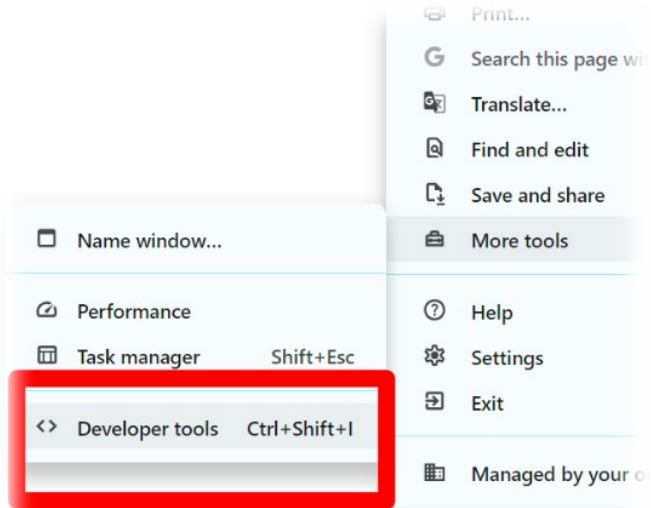 Print...
Search this page
Translate...
Find and edit
Save and share
More tools
Help
Settings
Exit
Managed by your
Name window...
Performance
Task manager Shift+Esc
Developer tools Ctrl+Shift+I